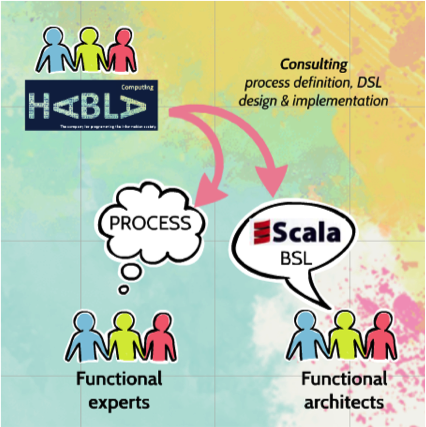 Consulting
process definition, DSL
design & implementation
Computing
HABLA
The company for programming the information society
PROCESS
Scala
BSL
Functional
experts
Functional
architects